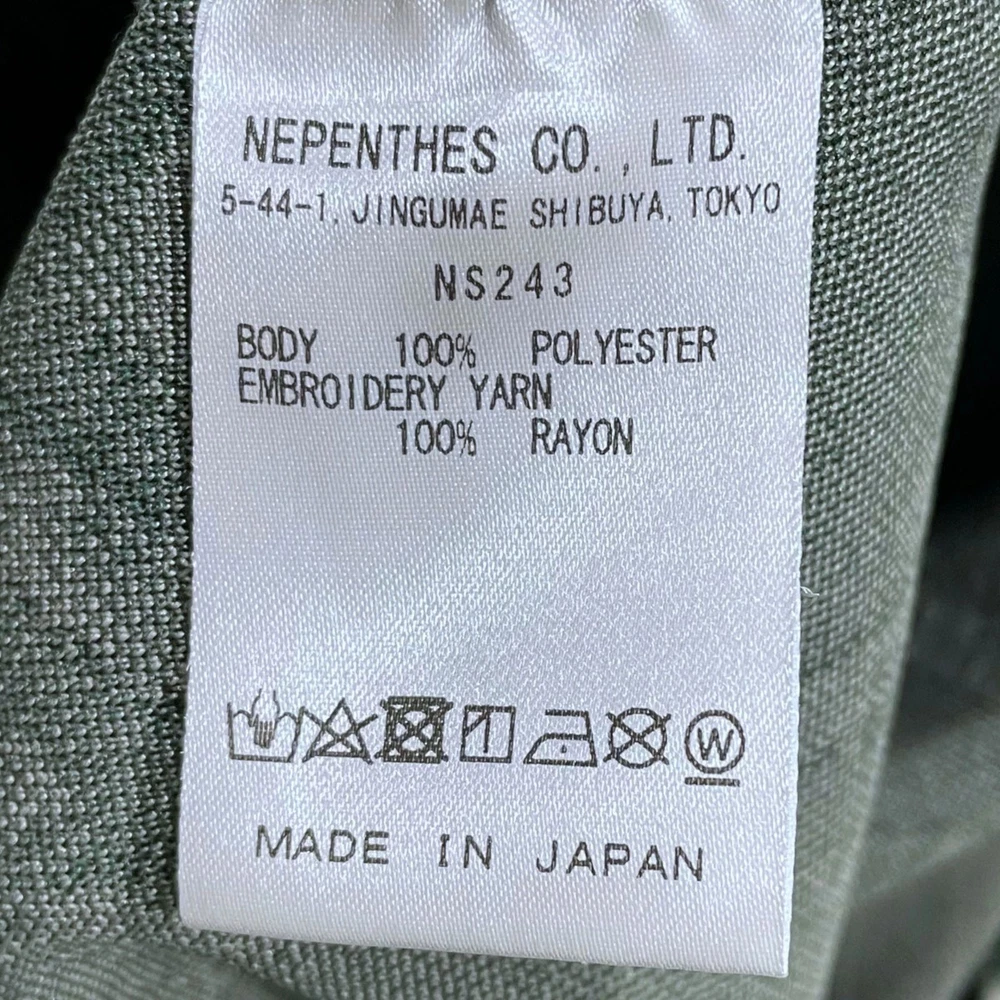 NEPENTHES CO., LTD.
5-44-1, JINGUMAE SHIBUYA, TOKYO
NS243
BODY 100% POLYESTER
EMBROIDERY YARN
100% RAYON
W
MADE IN JAPAN